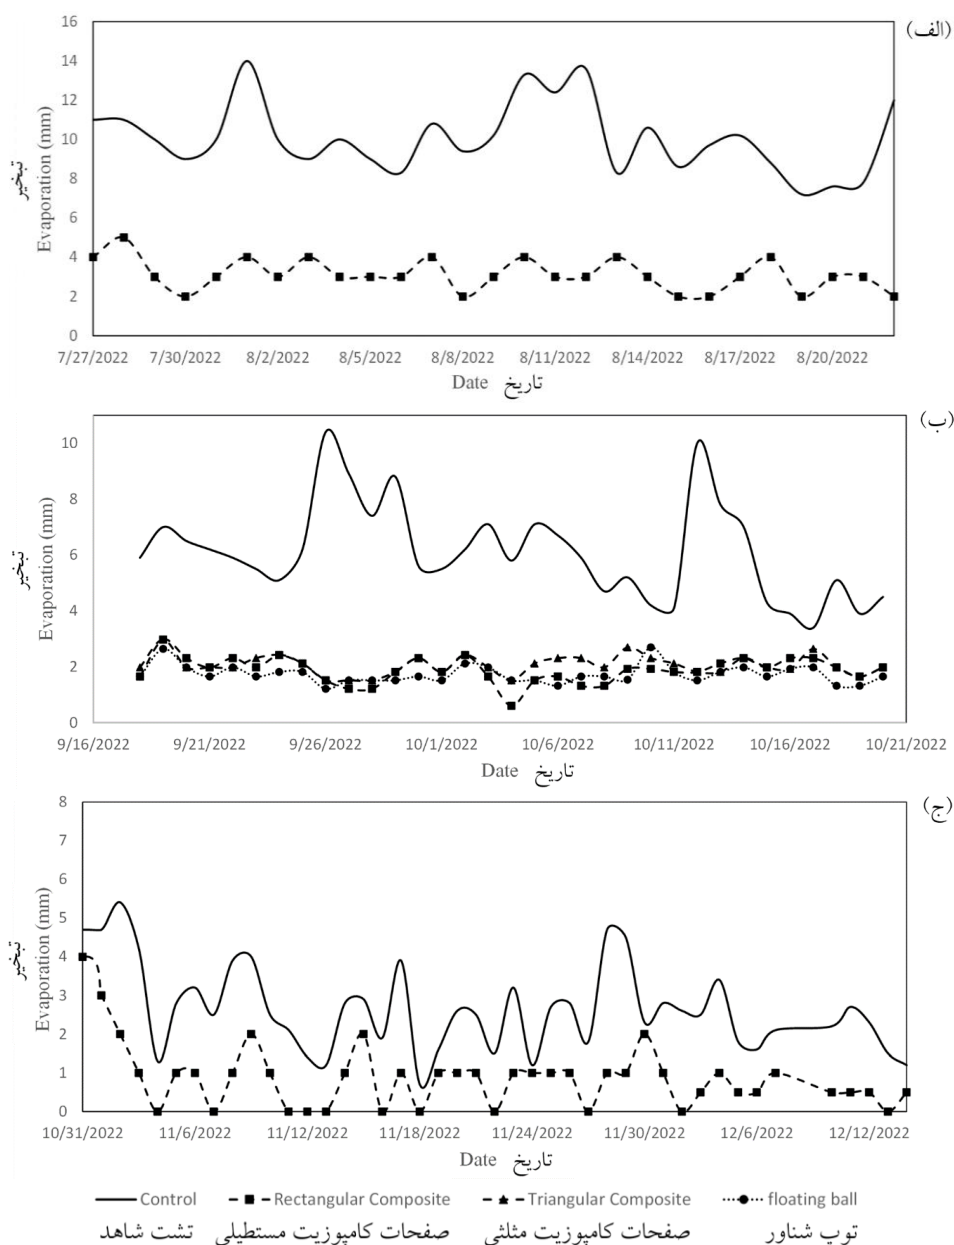 (الف)
16
14
12
10
8
6
4
2
0
تبخیر
Evaporation (mm)
7/27/2022 7/30/2022 8/2/2022 8/5/2022 8/8/2022 8/11/2022 8/14/2022 8/17/2022 8/20/2022
Date تاریخ
(ب)
10
8
6
4
2
0
تبخیر
Evaporation (mm)
9/16/2022 9/21/2022 9/26/2022 10/1/2022 10/6/2022 10/11/2022 10/16/2022 10/21/2022
Date تاریخ
(ج)
8
7
6
5
4
3
2
1
0
تبخیر
Evaporation (mm)
10/31/2022 11/6/2022 11/12/2022 11/18/2022 11/24/2022 11/30/2022 12/6/2022 12/12/2022
Date تاریخ
Control Rectangular Composite Triangular Composite floating ball
تشت شاهد صفحات کامپوزیت مستطیلی صفحات کامپوزیت مثلثی توپ شناور